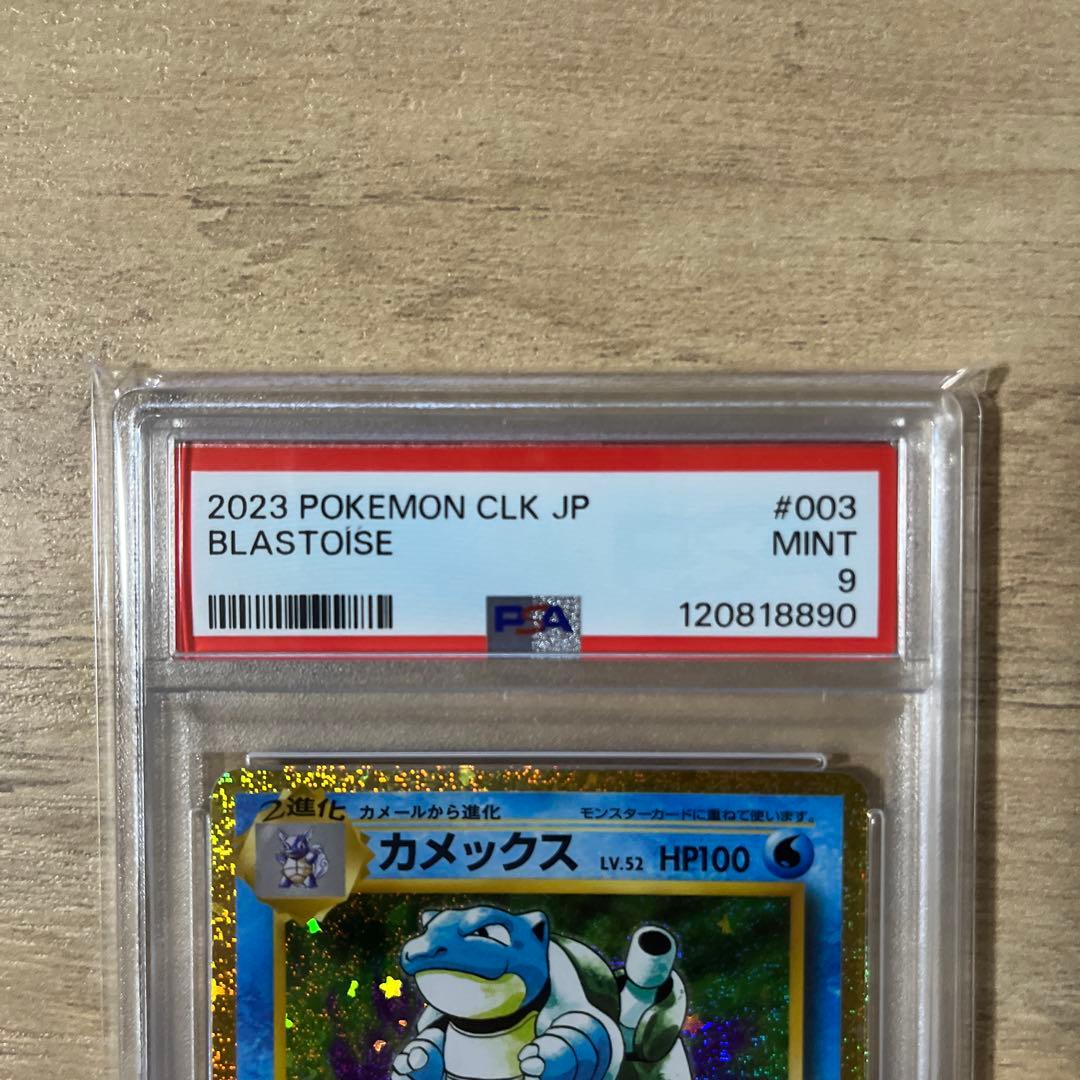 2023 POKEMON CLK JP #003
BLASTOISE MINT
9
PSA 120818890
2進化 カメールから進化 モンスターカードに重ねて使います。
カメックス LV.52 HP100